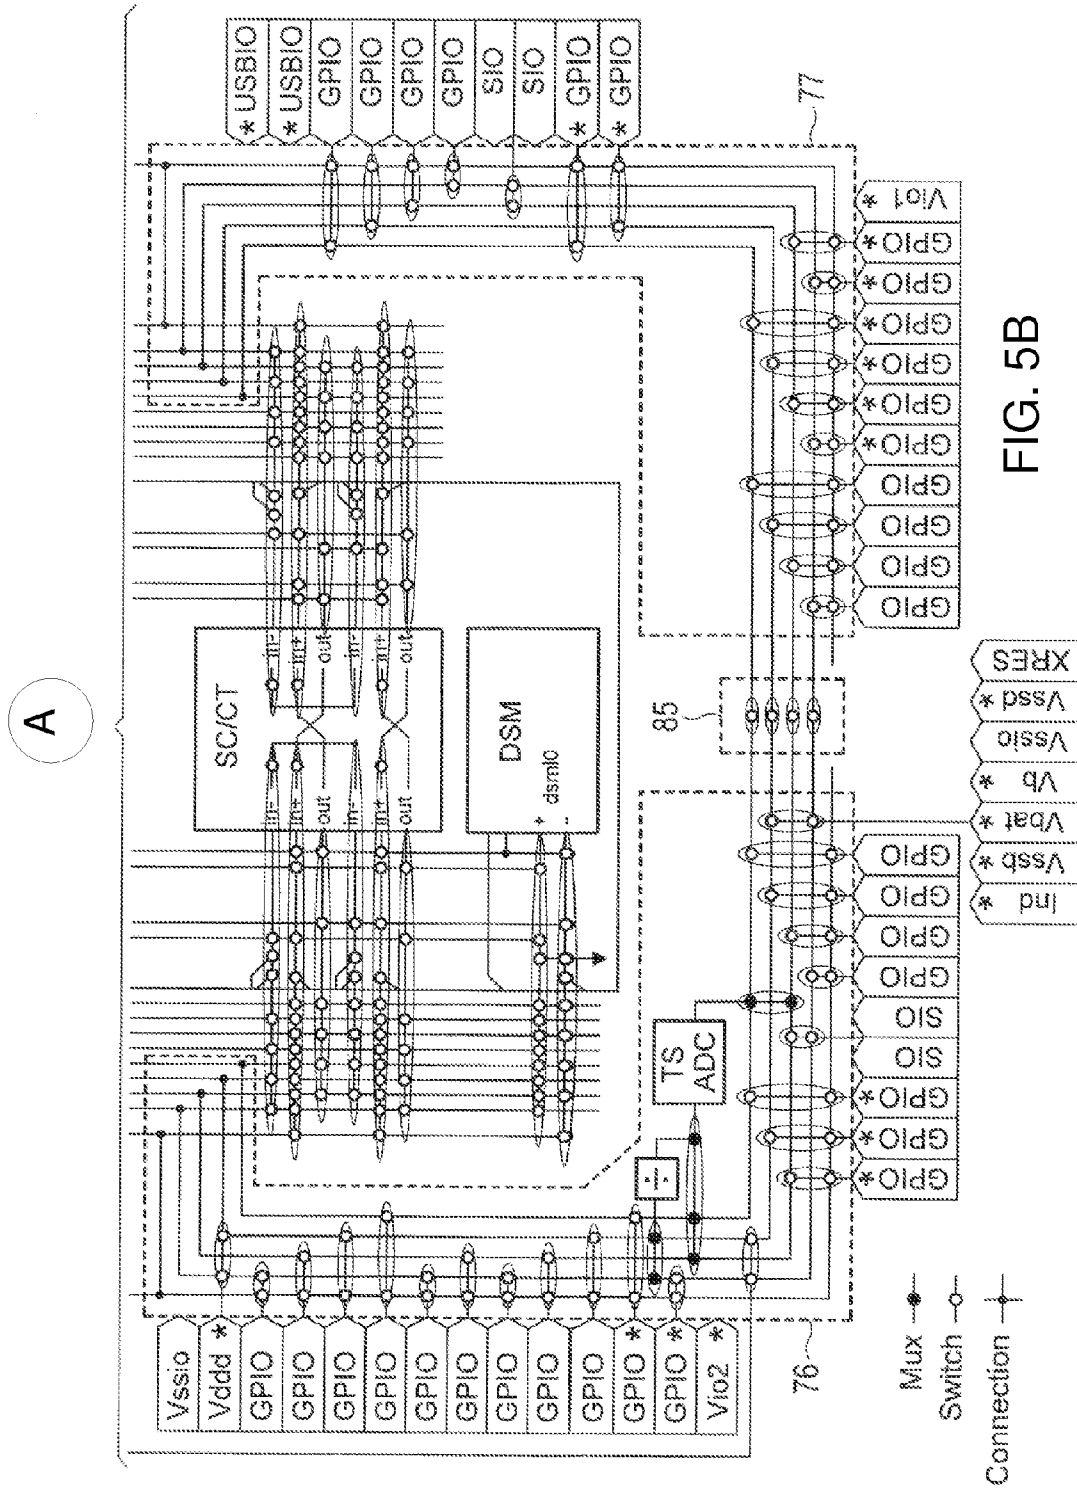 A
* USBIO
* USBIO
GPIO
GPIO
GPIO
GPIO
SIO
SIO
* GPIO
* GPIO
77
SC/CT
in-
in+
out
in-
in+
out
in-
in+
out
in-
in+
out
DSM
dsml0
+
-
85
TS
ADC
Vssio
Vddd *
GPIO
GPIO
GPIO
GPIO
GPIO
GPIO
GPIO
GPIO
GPIO
GPIO *
GPIO *
Vio2 *
76
GPIO *
GPIO *
GPIO *
SIO
SIO
GPIO
GPIO
GPIO
GPIO
Ind *
Vssb *
Vbat *
Vb *
Vssio
Vssd *
XRES
GPIO
GPIO
GPIO
GPIO
GPIO *
GPIO *
GPIO *
GPIO *
GPIO *
GPIO *
Vio1 *
Mux
Switch
Connection
FIG. 5B